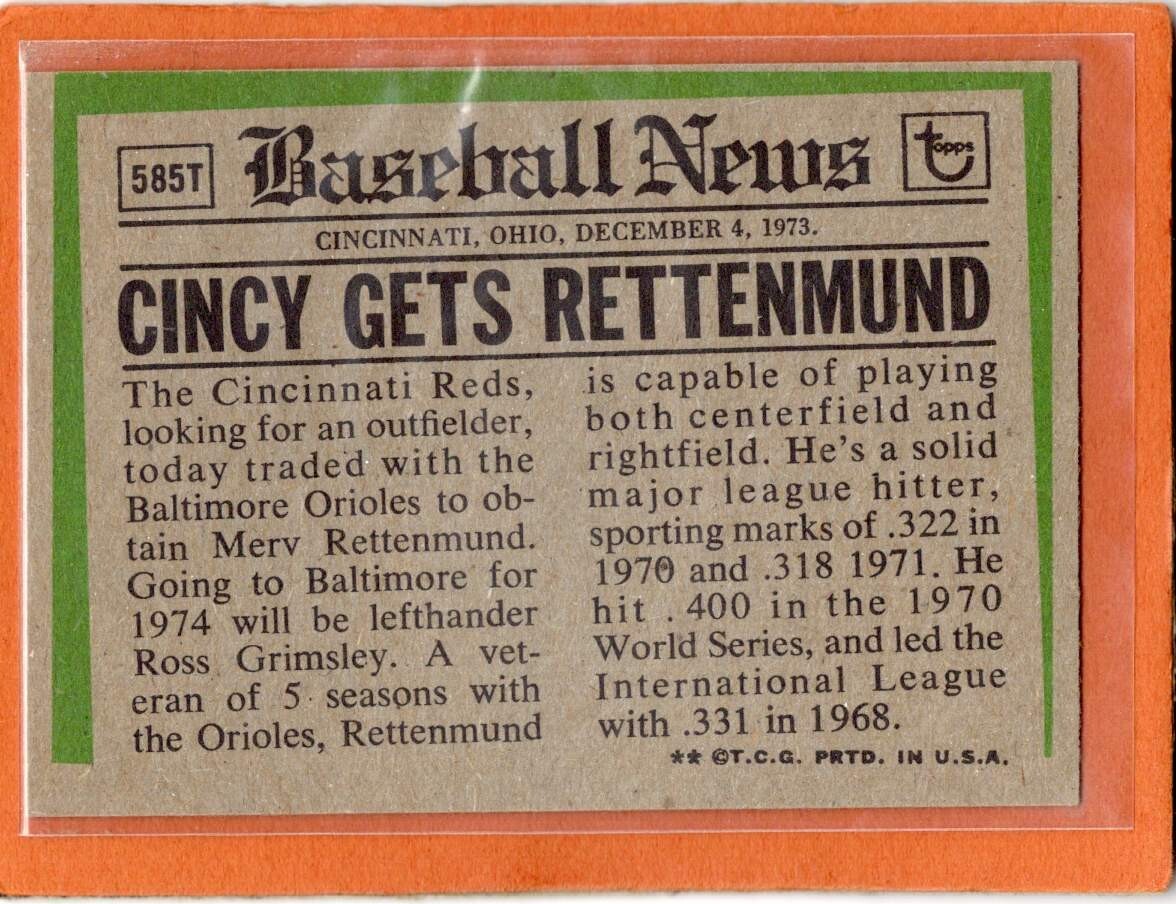 585T
Baseball News
topps
CINCINNATI, OHIO, DECEMBER 4, 1973.
CINCY GETS RETTENMUND
The Cincinnati Reds,
looking for an outfielder,
today traded with the
Baltimore Orioles to ob-
tain Merv Rettenmund.
Going to Baltimore for
1974 will be lefthander
Ross Grimsley. A vet-
eran of 5 seasons with
the Orioles, Rettenmund
is capable of playing
both centerfield and
rightfield. He's a solid
major league hitter,
sporting marks of .322 in
1970 and .318 1971. He
hit .400 in the 1970
World Series, and led the
International League
with .331 in 1968.
** ©T.C.G. PRTD. IN U.S.A.